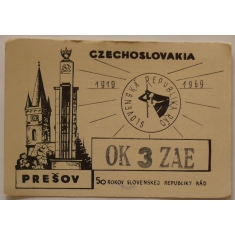 CZECHOSLOVAKIA
1919 1969
SLOVENSKÁ REPUBLIKA RÁD
OK 3 ZAE
PREŠOV
50 ROKOV SLOVENSKEJ REPUBLIKY RÁD